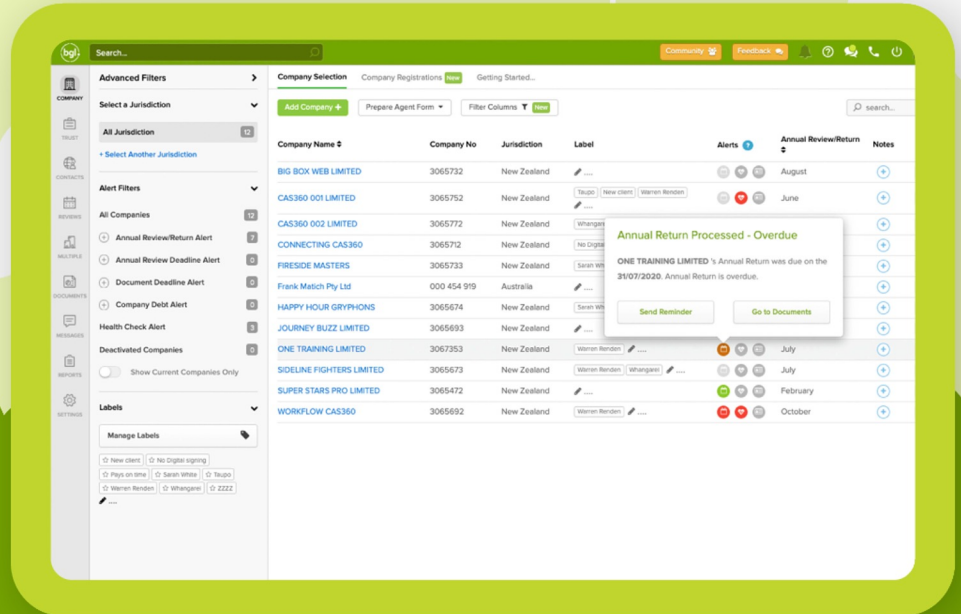 bgl.
Search...
Community
Feedback
COMPANY
TRUST
CONTACTS
REVIEWS
MULTIPLE
DOCUMENTS
MESSAGES
REPORTS
SETTINGS
Advanced Filters
Select a Jurisdiction
All Jurisdiction 12
+ Select Another Jurisdiction
Alert Filters
All Companies 12
Annual Review/Return Alert 7
Annual Review Deadline Alert 0
Document Deadline Alert 0
Company Debt Alert 0
Health Check Alert 3
Deactivated Companies 0
Show Current Companies Only
Labels
Manage Labels
New client No Digital signing
Pays on time Sarah White Taupo
Warren Renden Whangarei ZZZZ
....
Company Selection Company Registrations New Getting Started...
Add Company + Prepare Agent Form Filter Columns New search...
Company Name Company No Jurisdiction Label Alerts ? Annual Review/Return Notes
BIG BOX WEB LIMITED 3065732 New Zealand .... August
CAS360 001 LIMITED 3065752 New Zealand Taupo New client Warren Renden .... June
CAS360 002 LIMITED 3065772 New Zealand Whangarei
CONNECTING CAS360 3065712 New Zealand No Digital
FIRESIDE MASTERS 3065733 New Zealand Sarah Wh
Frank Match Pty Ltd 000 454 919 Australia ....
HAPPY HOUR GRYPHONS 3065674 New Zealand Sarah Wh
JOURNEY BUZZ LIMITED 3065693 New Zealand ....
ONE TRAINING LIMITED 3067353 New Zealand Warren Renden .... July
SIDELINE FIGHTERS LIMITED 3065673 New Zealand Warren Renden Whangarei .... July
SUPER STARS PRO LIMITED 3065472 New Zealand .... February
WORKFLOW CAS360 3065692 New Zealand Warren Renden .... October
Annual Return Processed - Overdue
ONE TRAINING LIMITED 's Annual Return was due on the
31/07/2020. Annual Return is overdue.
Send Reminder Go to Documents